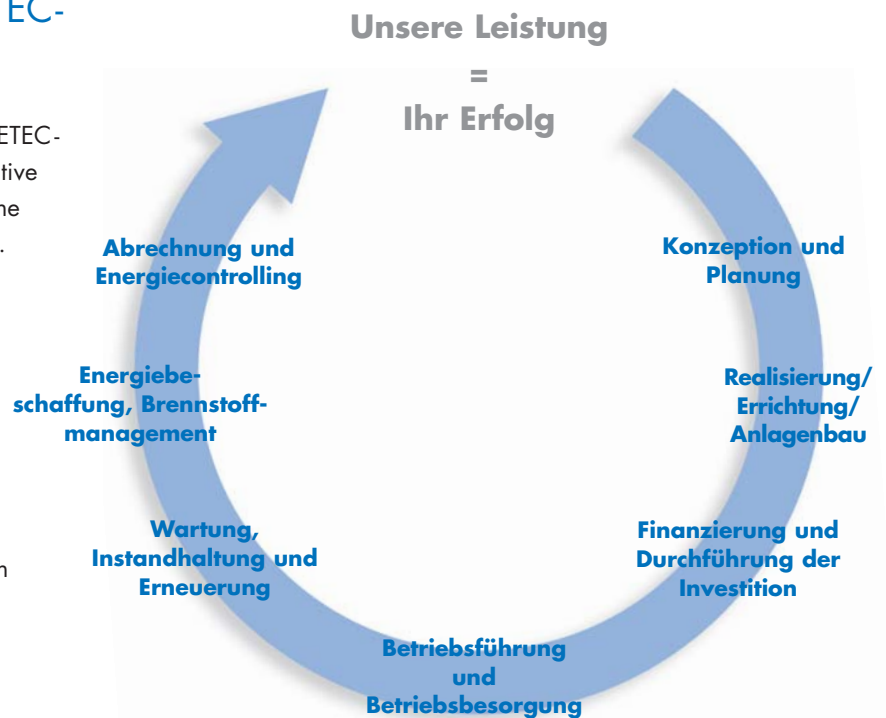 EC-
ETEC-
tive
ne
.
n
Unsere Leistung
=
Ihr Erfolg
Konzeption und
Planung
Realisierung/
Errichtung/
Anlagenbau
Finanzierung und
Durchführung der
Investition
Betriebsführung
und
Betriebsbesorgung
Wartung,
Instandhaltung und
Erneuerung
Energiebe-
schaffung, Brennstoff-
management
Abrechnung und
Energiecontrolling